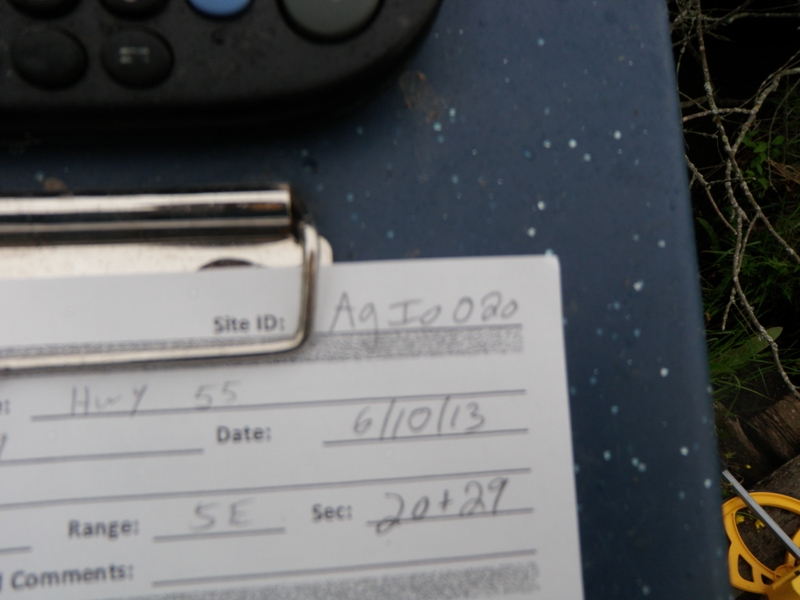 Site ID: AgIo020
Hwy 55
Date: 6/10/13
Range: 5E Sec: 20+29
Comments: